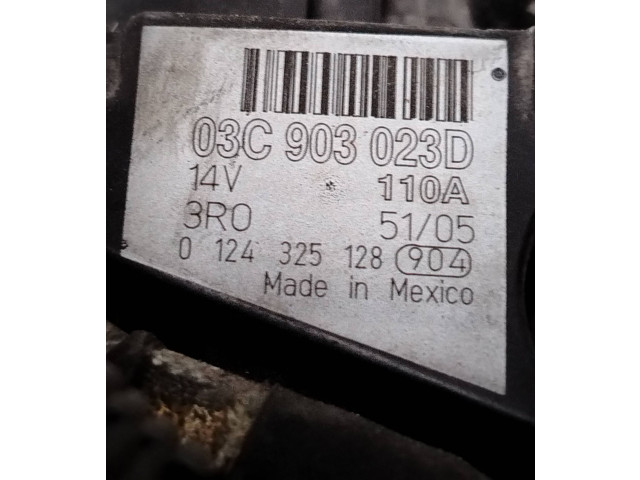 03C 903 023D
14V 110A
3R0 51/05
0 124 325 128 904
Made in Mexico